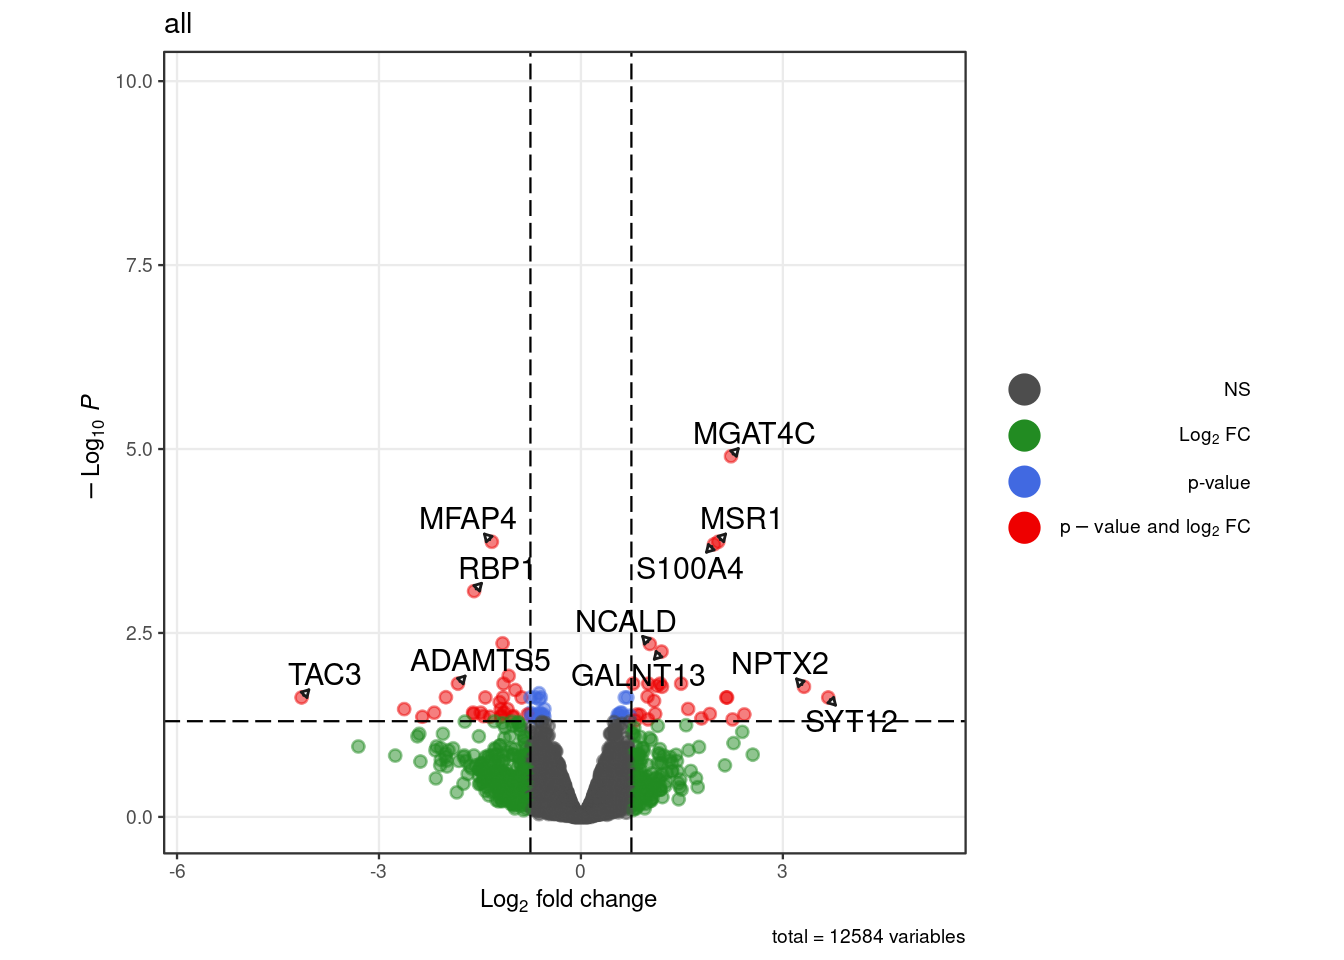 all
10.0
7.5
5.0
2.5
0.0
− Log10 P
MGAT4C
MFAP4
MSR1
RBP1
S100A4
NCALD
TAC3
ADAMTS5
GALNT13
NPTX2
SYT12
-6
-3
0
3
Log2 fold change
NS
Log2 FC
p-value
p − value and log2 FC
total = 12584 variables